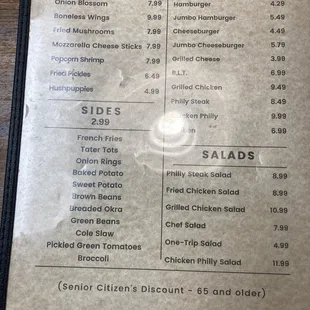 Onion Blossom 7.99
Boneless Wings 9.99
Fried Mushrooms 7.99
Mozzarella Cheese Sticks 7.99
Popcorn Shrimp 7.99
Fried Pickles 6.49
Hushpuppies 4.99
SIDES
2.99
French Fries
Tater Tots
Onion Rings
Baked Potato
Sweet Potato
Brown Beans
Breaded Okra
Green Beans
Cole Slaw
Pickled Green Tomatoes
Broccoli
Hamburger 4.29
Jumbo Hamburger 5.49
Cheeseburger 4.49
Jumbo Cheeseburger 5.79
Grilled Cheese 3.99
B.L.T. 6.99
Grilled Chicken 9.49
Philly Steak 8.49
Chicken Philly 9.99
6.99
SALADS
Philly Steak Salad 8.99
Fried Chicken Salad 8.99
Grilled Chicken Salad 10.99
Chef Salad 7.99
One-Trip Salad 4.99
Chicken Philly Salad 11.99
(Senior Citizen's Discount - 65 and older)